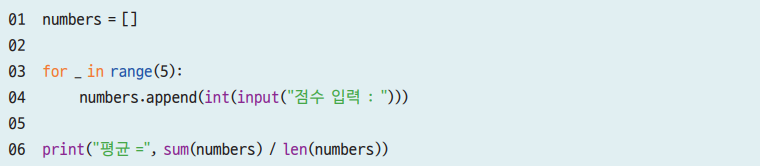 01 numbers = []
02
03 for _ in range(5):
04     numbers.append(int(input("점수 입력 : ")))
05
06 print("평균 =", sum(numbers) / len(numbers))